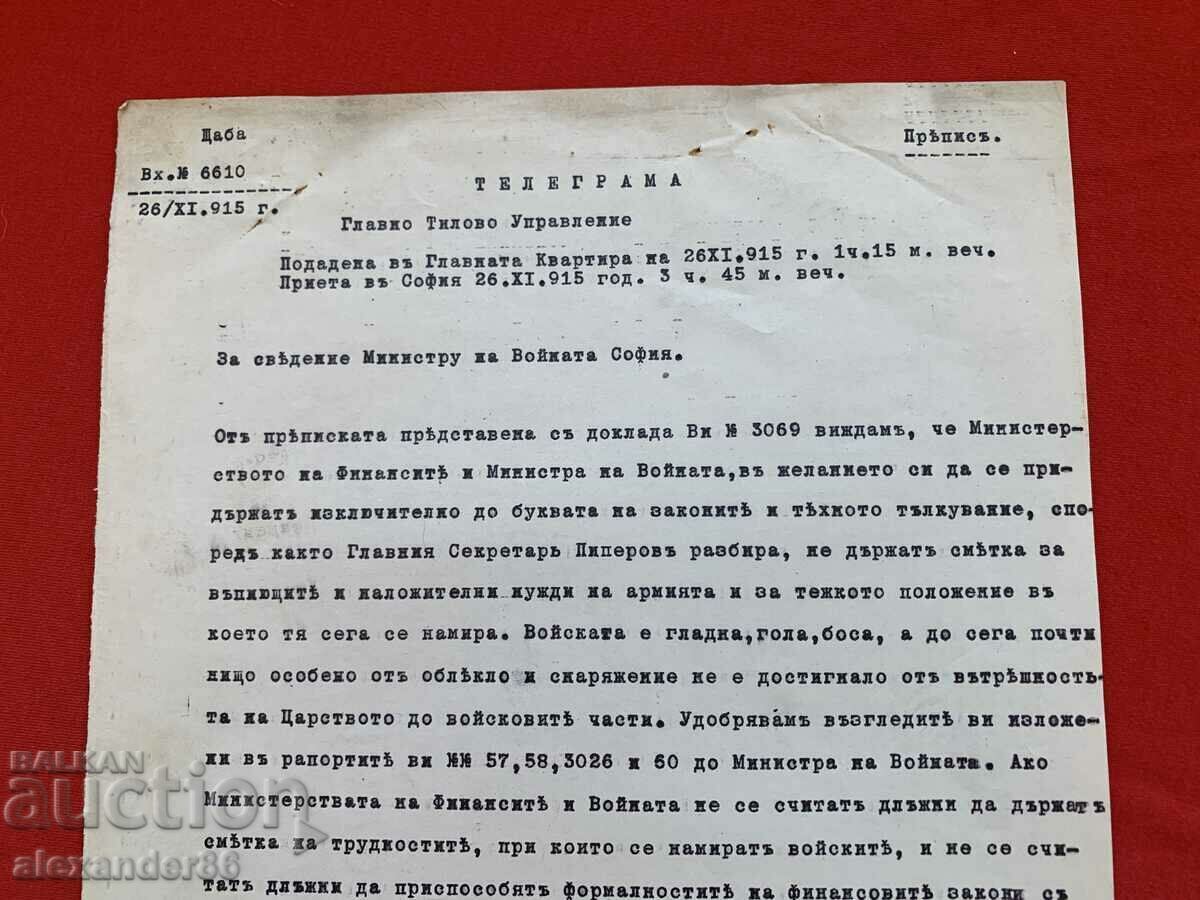 Щаба
Прѣписъ.
Вх.№ 6610
26/XI.915 г.
ТЕЛЕГРАМА
Главно Тилово Управление
Подадена въ Главната Квартира на 26XI.915 г. 1ч.15 м. веч.
Приета въ София 26.XI.915 год. 3 ч. 45 м. веч.
За свѣдение Министру на Войната София.
Отъ прѣписката прѣдставена съ доклада Ви № 3069 виждамъ, че Министер-
ството на Финанситѣ и Министра на Войната,въ желанието си да се при-
държатъ изключително до буквата на законитѣ и тѣхното тълкувание, спо-
редъ както Главния Секретарь Пиперовъ разбира, не държатъ смѣтка за
въпиющитѣ и наложителни нужди на армията и за тежкото положение въ
което тя сега се намира. Войската е гладна,гола,боса, а до сега почти
нищо особено отъ облѣкло и снаряжение не е достигнало отъ вътрѣшность-
та на Царството до войсковитѣ части. Удобрявамъ възгледитѣ ви изложе-
ни въ рапортитѣ ви №№ 57,58,3026 и 60 до Министра на Войната. Ако
Министерствата на Финанситѣ и Войната не се считатъ длъжни да държатъ
смѣтка на трудкоститѣ, при които се намиратъ войскитѣ, и не се счи-
татъ длъжни да приспособятъ формалноститѣ на финансовитѣ закони съ
BALKAN
auction
alexander86